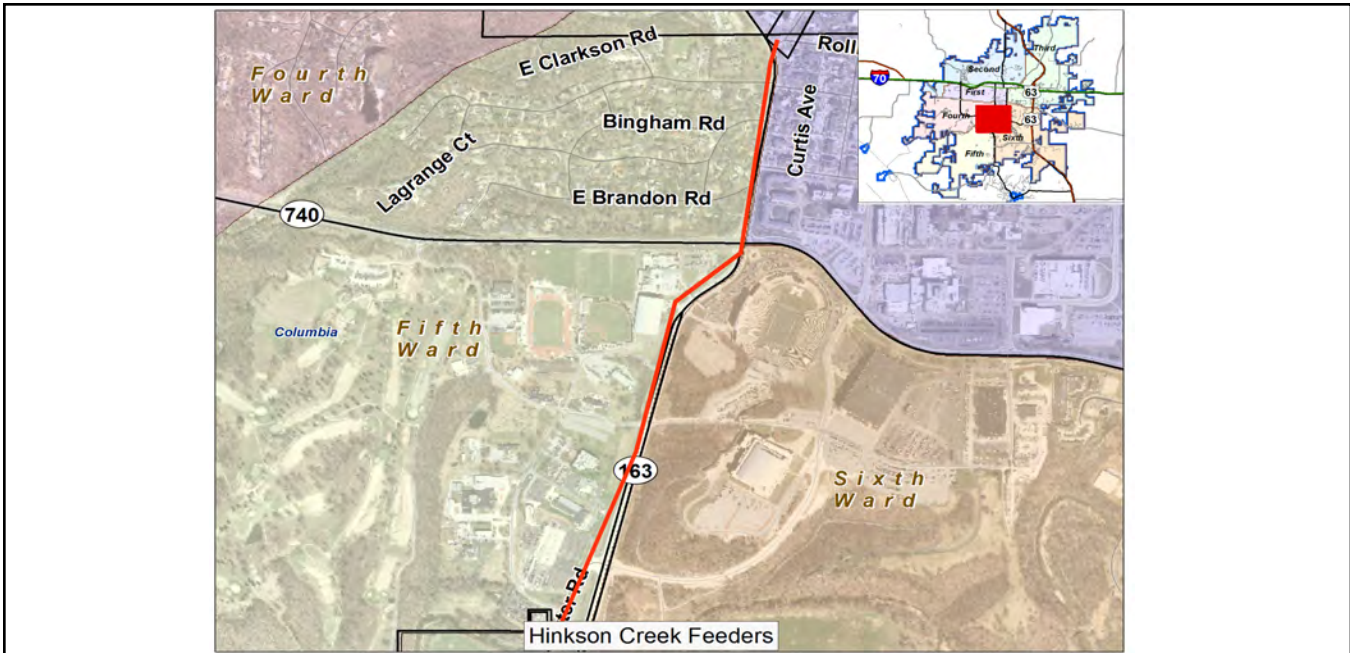 Fourth
Ward
E Clarkson Rd
Bingham Rd
Lagrange Ct
E Brandon Rd
Curtis Ave
740
Columbia
Fifth
Ward
163
Sixth
Ward
Hinkson Creek Feeders
70
Third
Second
First
63
Fourth
63
Sixth
Fifth